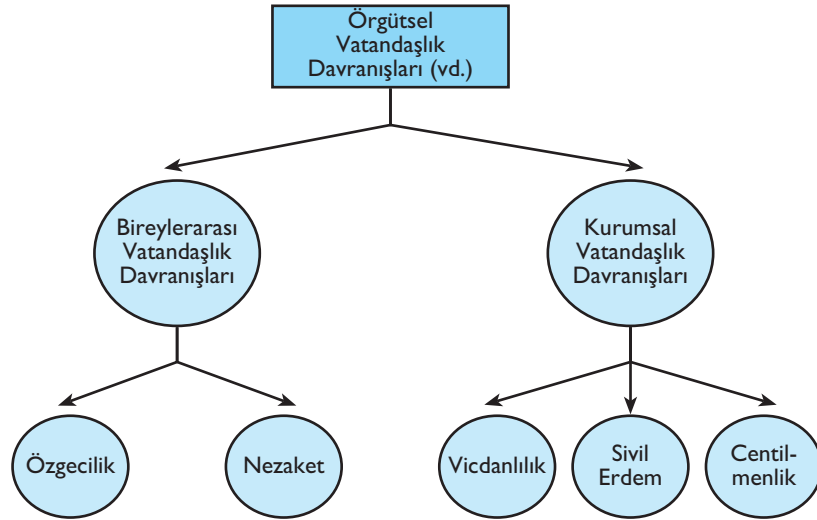 Örgütsel
Vatandaşlık
Davranışları (vd.)
Bireylerarası
Vatandaşlık
Davranışları
Kurumsal
Vatandaşlık
Davranışları
Özgecilik
Nezaket
Vicdanlılık
Sivil
Erdem
Centil-
menlik